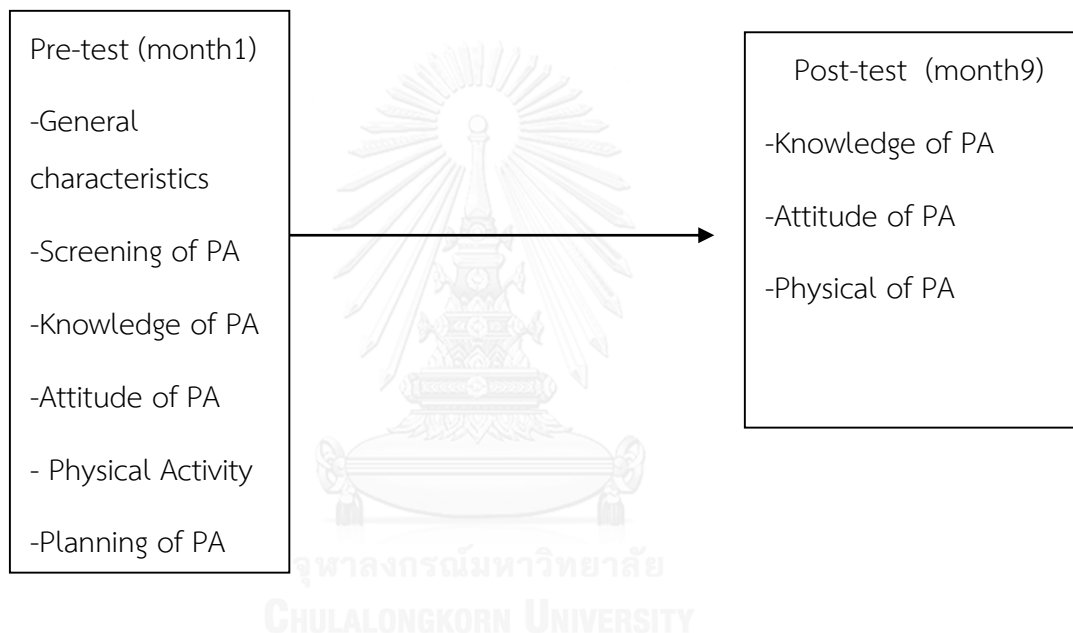 Pre-test (month1)
-General
characteristics
-Screening of PA
-Knowledge of PA
-Attitude of PA
- Physical Activity
-Planning of PA
Post-test (month9)
-Knowledge of PA
-Attitude of PA
-Physical of PA
จุฬาลงกรณ์มหาวิทยาลัย
CHULALONGKORN UNIVERSITY